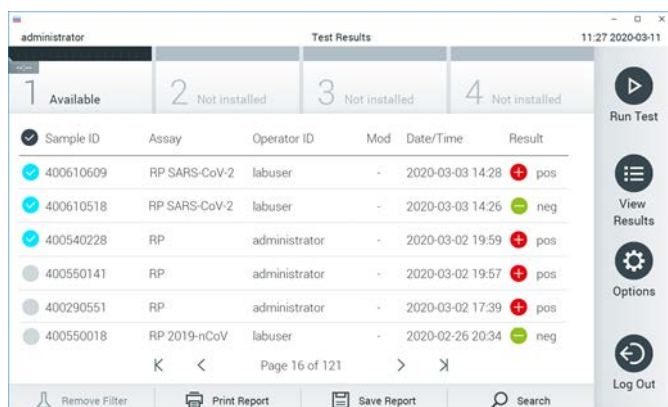 administrator Test Results 11:27 2020-03-11
1 Available 2 Not installed 3 Not installed 4 Not installed
Run Test
Sample ID Assay Operator ID Mod Date/Time Result
400610609 RP SARS-CoV-2 labuser - 2020-03-03 14:28 pos
400610518 RP SARS-CoV-2 labuser - 2020-03-03 14:26 neg
View Results
400540228 RP administrator - 2020-03-02 19:59 pos
400550141 RP administrator - 2020-03-02 19:57 pos
Options
400290551 RP administrator - 2020-03-02 17:39 pos
400550018 RP 2019-nCoV labuser - 2020-02-26 20:34 neg
Page 16 of 121
Log Out
Remove Filter Print Report Save Report Search